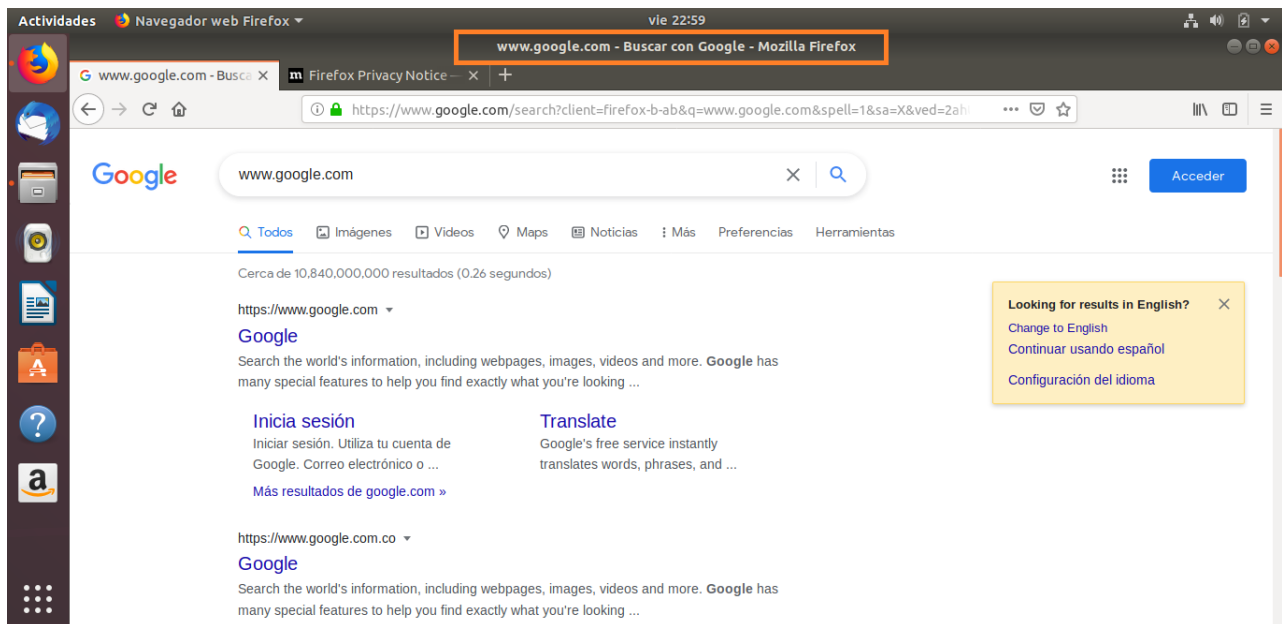 Actividades Navegador web Firefox vie 22:59
www.google.com - Buscar con Google - Mozilla Firefox
www.google.com - Busca Firefox Privacy Notice —
https://www.google.com/search?client=firefox-b-ab&q=www.google.com&spell=1&sa=X&ved=2ah
Google www.google.com Acceder
Todos Imágenes Videos Maps Noticias Más Preferencias Herramientas
Cerca de 10,840,000,000 resultados (0.26 segundos)
https://www.google.com
Google
Search the world's information, including webpages, images, videos and more. Google has
many special features to help you find exactly what you're looking ...
Inicia sesión
Iniciar sesión. Utiliza tu cuenta de
Google. Correo electrónico o ...
Translate
Google's free service instantly
translates words, phrases, and ...
Más resultados de google.com »
https://www.google.com.co
Google
Search the world's information, including webpages, images, videos and more. Google has
many special features to help you find exactly what you're looking ...
Looking for results in English?
Change to English
Continuar usando español
Configuración del idioma